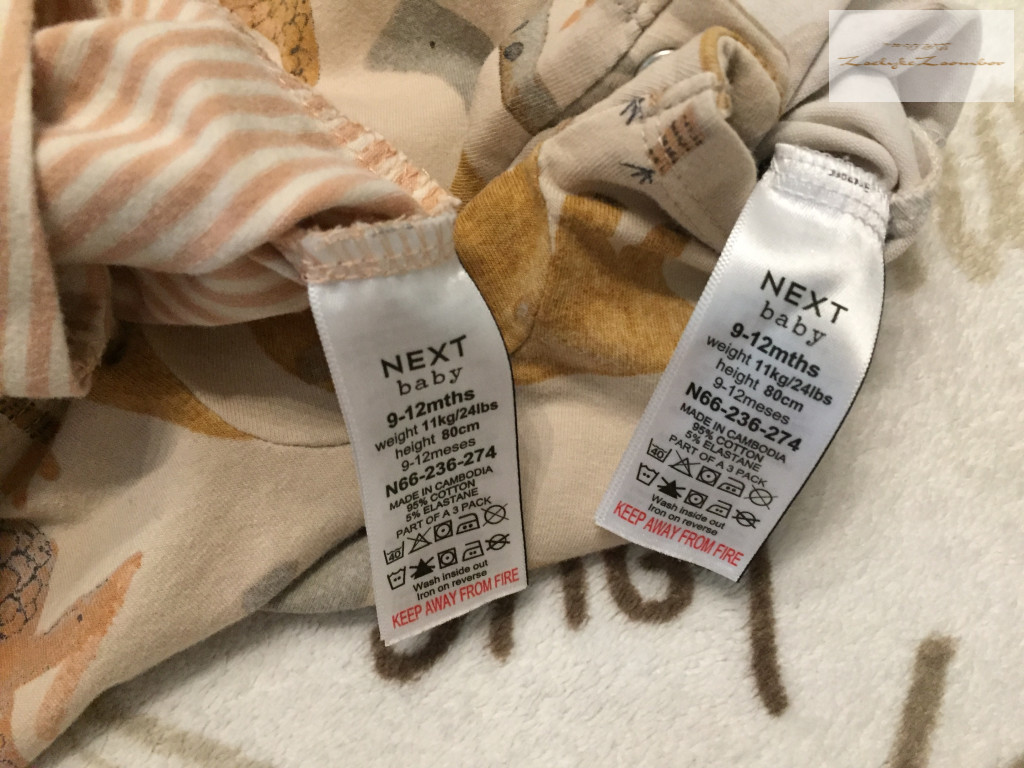 NEXT
baby
9-12mths
weight 11kg/24lbs
height 80cm
9-12meses
N66-236-274
MADE IN CAMBODIA
95% COTTON
5% ELASTANE
PART OF A 3 PACK
40
Wash inside out
Iron on reverse
KEEP AWAY FROM FIRE
NEXT
baby
9-12mths
weight 11kg/24lbs
height 80cm
9-12meses
N66-236-274
MADE IN CAMBODIA
95% COTTON
5% ELASTANE
PART OF A 3 PACK
40
Wash inside out
Iron on reverse
KEEP AWAY FROM FIRE